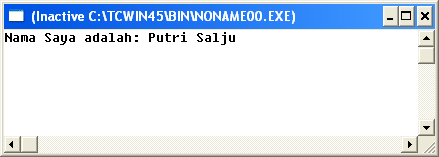 (Inactive C:\TCWIN45\BIN\NONAME00.EXE)
Nama Saya adalah: Putri Salju